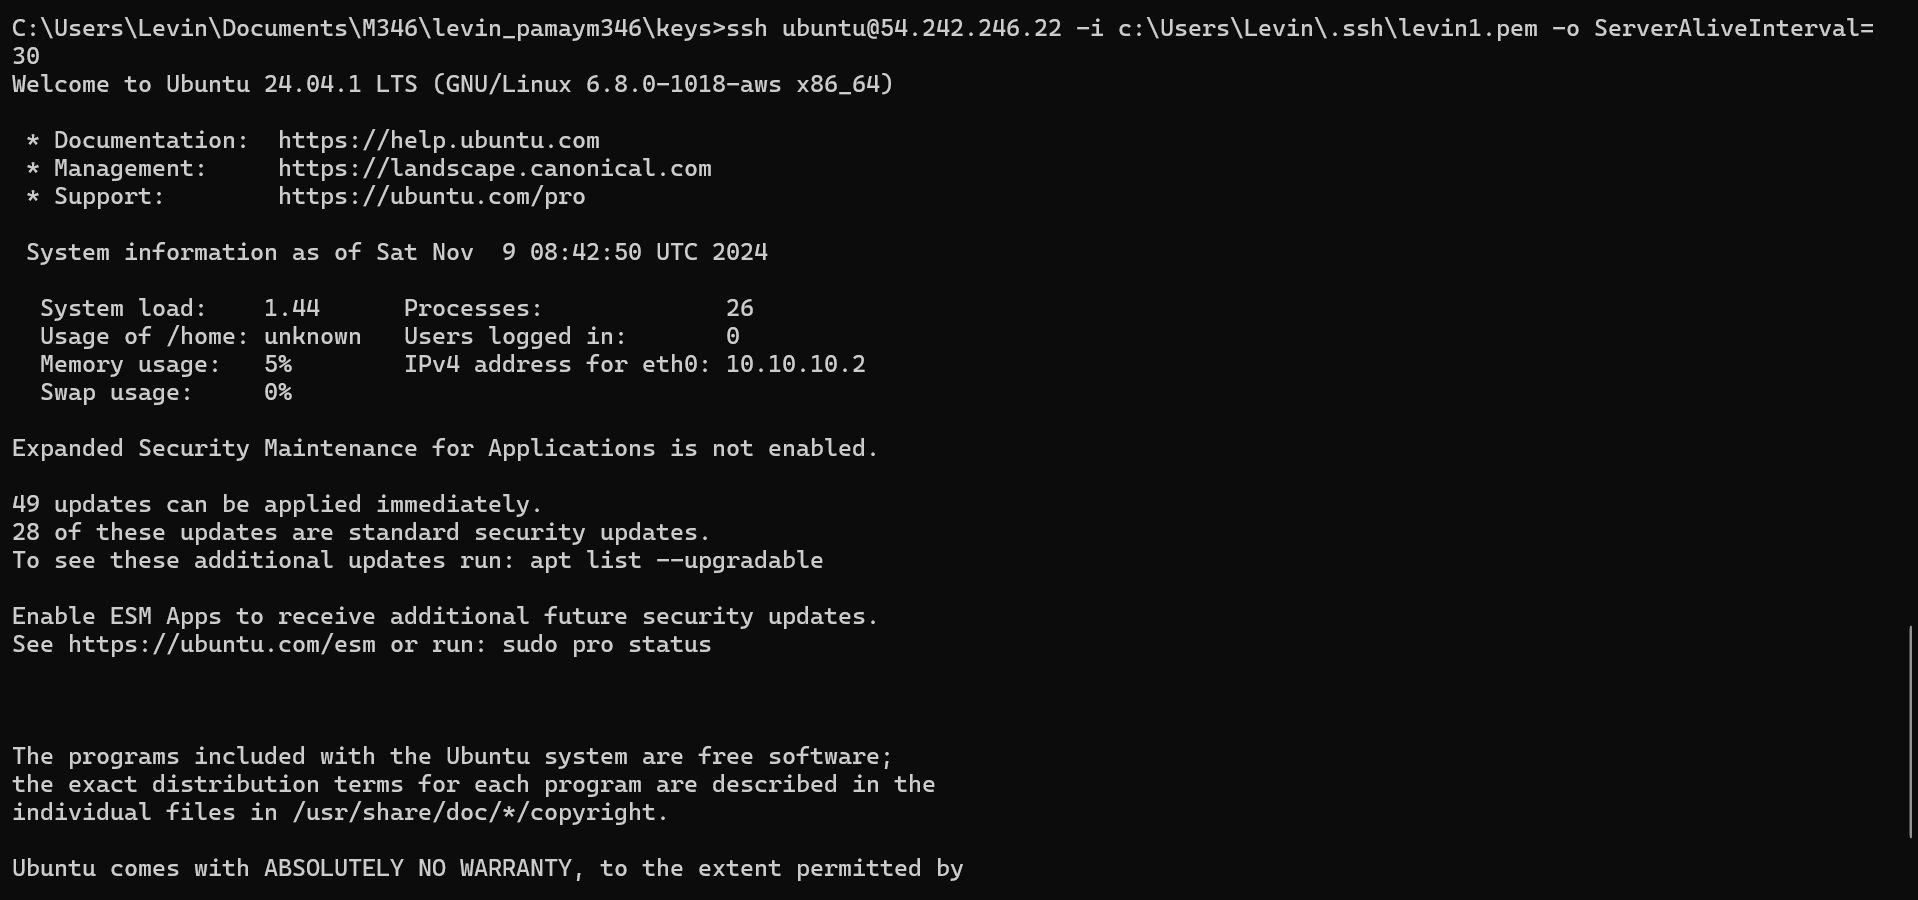 C:\Users\Levin\Documents\M346\levin_pamaym346\keys>ssh ubuntu@54.242.246.22 -i c:\Users\Levin\.ssh\levin1.pem -o ServerAliveInterval=
30
Welcome to Ubuntu 24.04.1 LTS (GNU/Linux 6.8.0-1018-aws x86_64)

 * Documentation:  https://help.ubuntu.com
 * Management:     https://landscape.canonical.com
 * Support:        https://ubuntu.com/pro

 System information as of Sat Nov  9 08:42:50 UTC 2024

  System load:    1.44      Processes:             26
  Usage of /home: unknown   Users logged in:       0
  Memory usage:   5%        IPv4 address for eth0: 10.10.10.2
  Swap usage:     0%

Expanded Security Maintenance for Applications is not enabled.

49 updates can be applied immediately.
28 of these updates are standard security updates.
To see these additional updates run: apt list --upgradable

Enable ESM Apps to receive additional future security updates.
See https://ubuntu.com/esm or run: sudo pro status

The programs included with the Ubuntu system are free software;
the exact distribution terms for each program are described in the
individual files in /usr/share/doc/*/copyright.

Ubuntu comes with ABSOLUTELY NO WARRANTY, to the extent permitted by